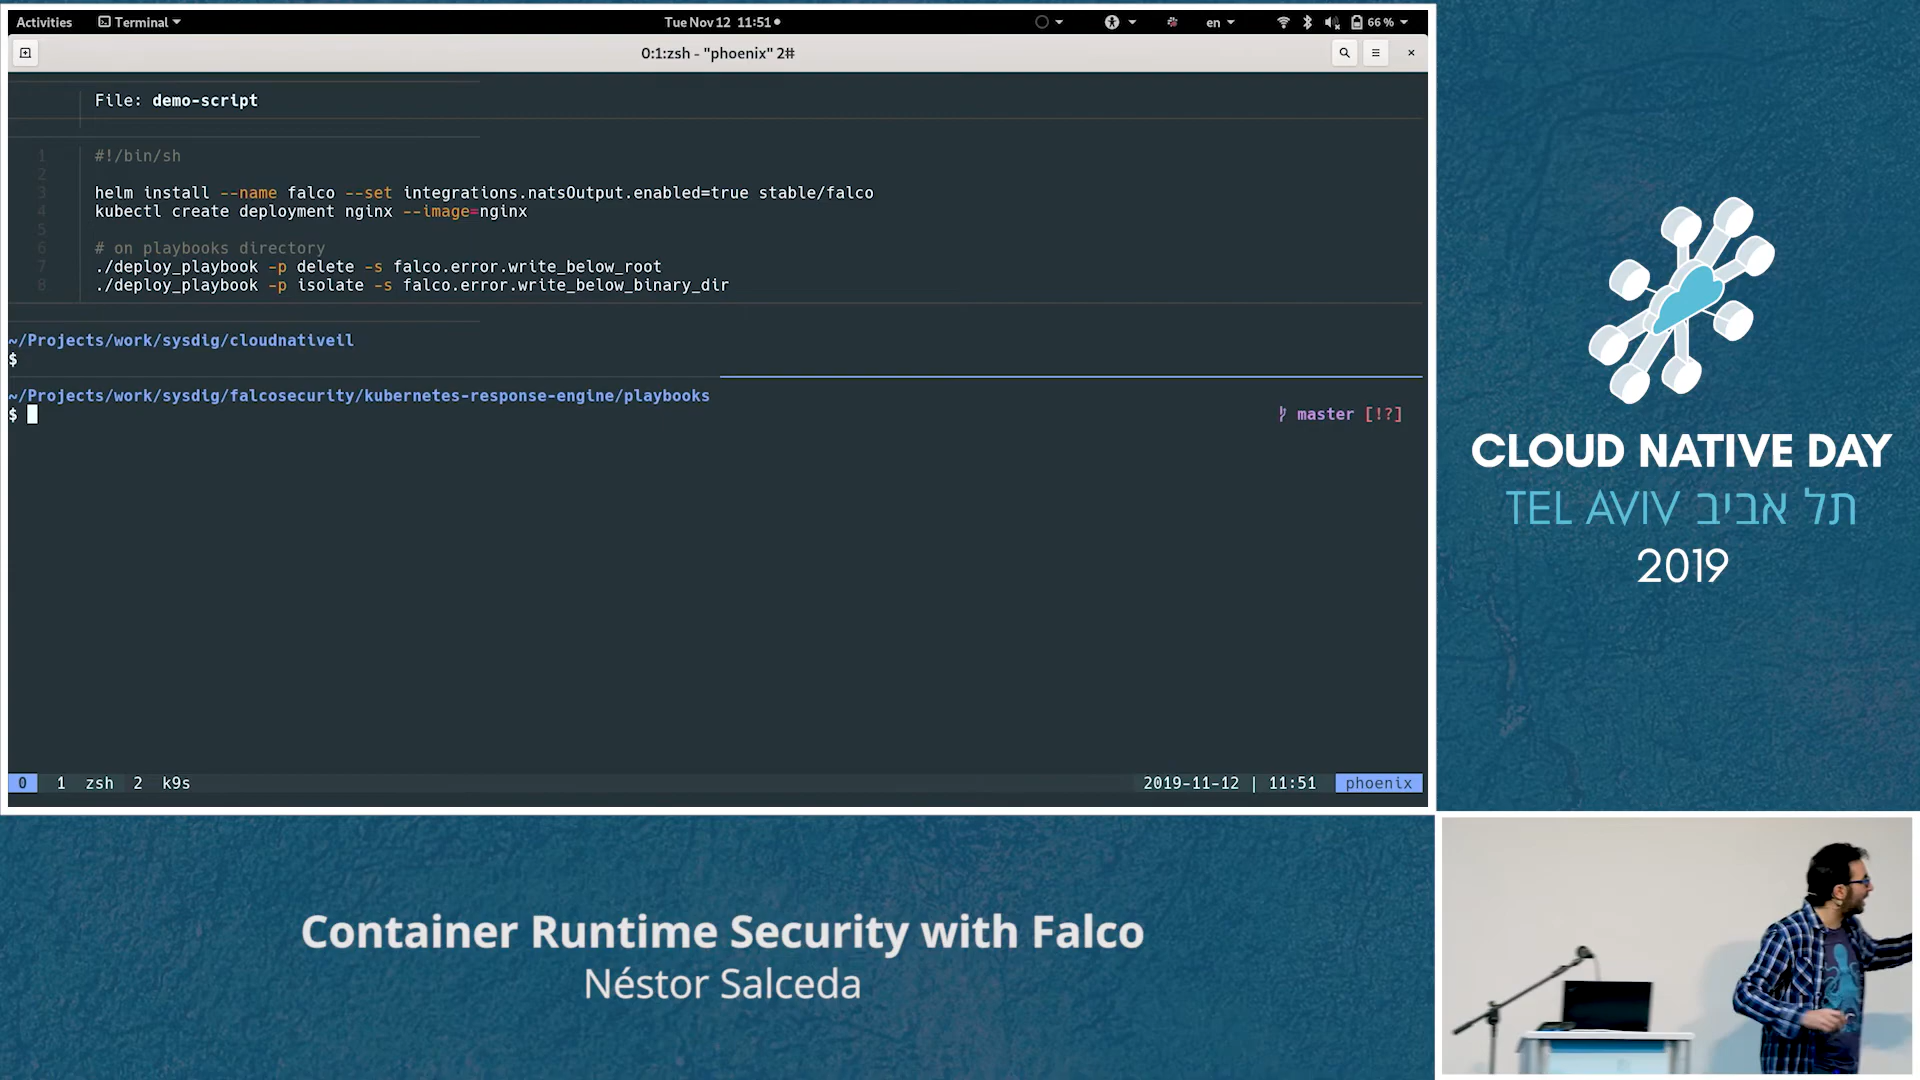 Activities Terminal Tue Nov 12 11:51 en 66 %
0:1:zsh - "phoenix" 2#
File: demo-script
1 #!/bin/sh
2
3 helm install --name falco --set integrations.natsOutput.enabled=true stable/falco
4 kubectl create deployment nginx --image=nginx
5
6 # on playbooks directory
7 ./deploy_playbook -p delete -s falco.error.write_below_root
8 ./deploy_playbook -p isolate -s falco.error.write_below_binary_dir
~/Projects/work/sysdig/cloudnativeil
$
~/Projects/work/sysdig/falcosecurity/kubernetes-response-engine/playbooks
$ master [!?]
0 1 zsh 2 k9s 2019-11-12 | 11:51 phoenix
CLOUD NATIVE DAY
TEL AVIV תל אביב
2019
Container Runtime Security with Falco
Néstor Salceda